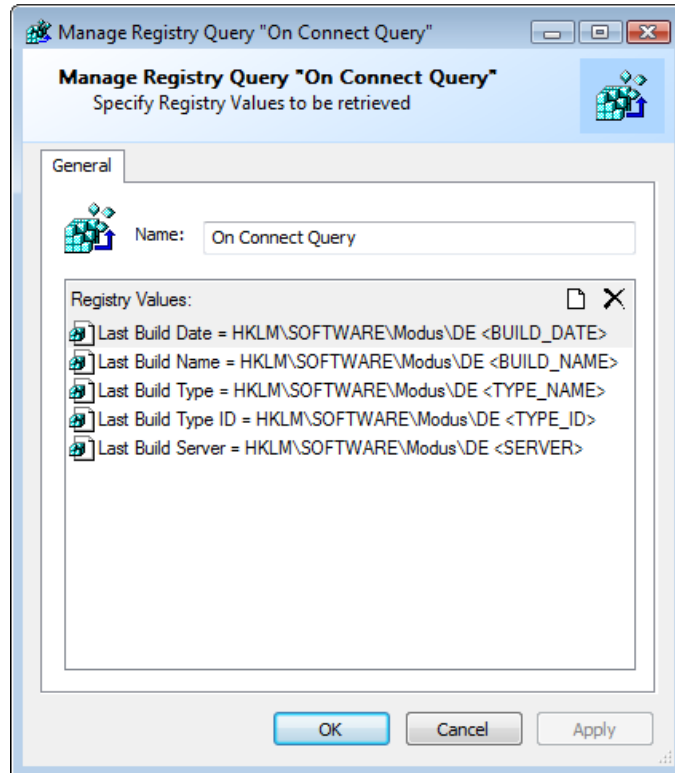 Manage Registry Query "On Connect Query"
Manage Registry Query "On Connect Query"
Specify Registry Values to be retrieved
General
Name: On Connect Query
Registry Values:
Last Build Date = HKLM\SOFTWARE\Modus\DE <BUILD_DATE>
Last Build Name = HKLM\SOFTWARE\Modus\DE <BUILD_NAME>
Last Build Type = HKLM\SOFTWARE\Modus\DE <TYPE_NAME>
Last Build Type ID = HKLM\SOFTWARE\Modus\DE <TYPE_ID>
Last Build Server = HKLM\SOFTWARE\Modus\DE <SERVER>
OK Cancel Apply